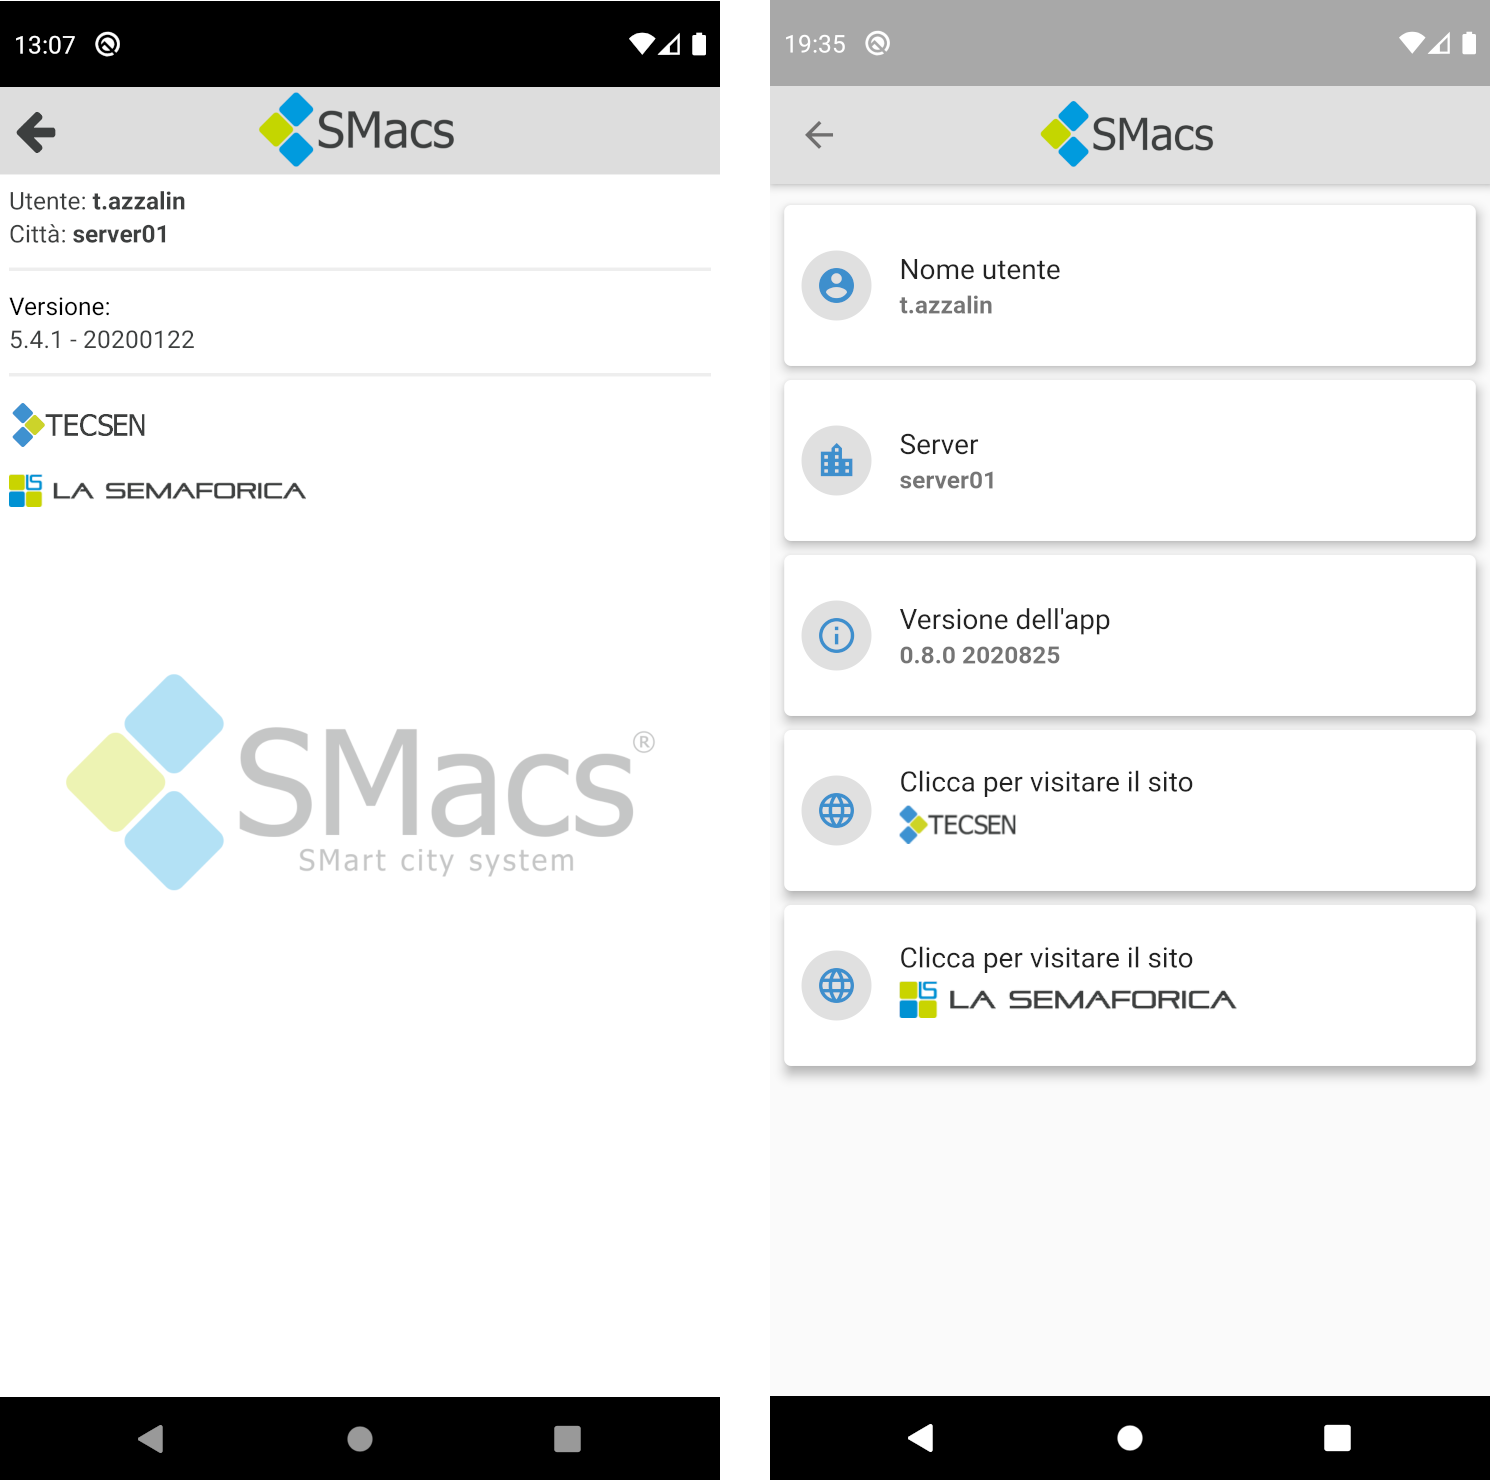 13:07
SMacs
Utente: t.azzalin
Città: server01
Versione:
5.4.1 - 20200122
TECSEN
LS LA SEMAFORICA
SMacs®
SMart city system
19:35
SMacs
Nome utente
t.azzalin
Server
server01
Versione dell'app
0.8.0 2020825
Clicca per visitare il sito
TECSEN
Clicca per visitare il sito
LS LA SEMAFORICA